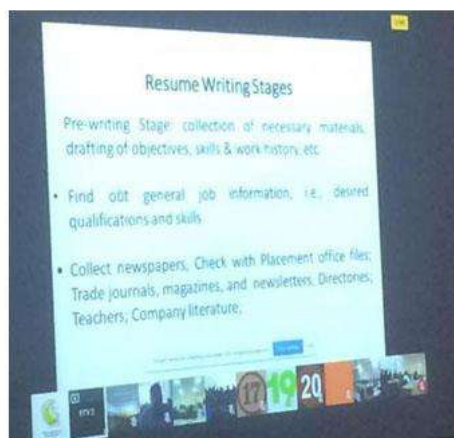 Resume Writing Stages
Pre-writing Stage: collection of necessary materials,
drafting of objectives, skills & work history, etc.
• Find out general job information, i.e., desired
qualifications and skills
• Collect newspapers, Check with Placement office files;
Trade journals, magazines, and newsletters, Directories;
Teachers; Company literature;
17
19
20